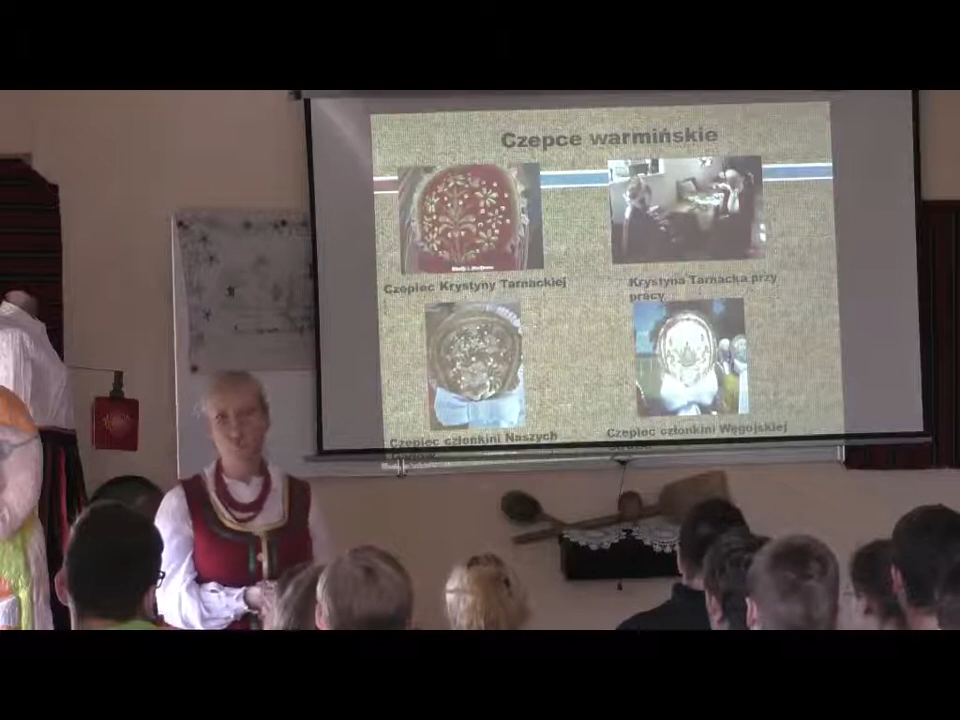 Czepce warmińskie
Czepiec Krystyny Tarnackiej
Krystyna Tarnacka przy
pracy
Czepiec członkini Naszych
Czepiec członkini Węgojskiej